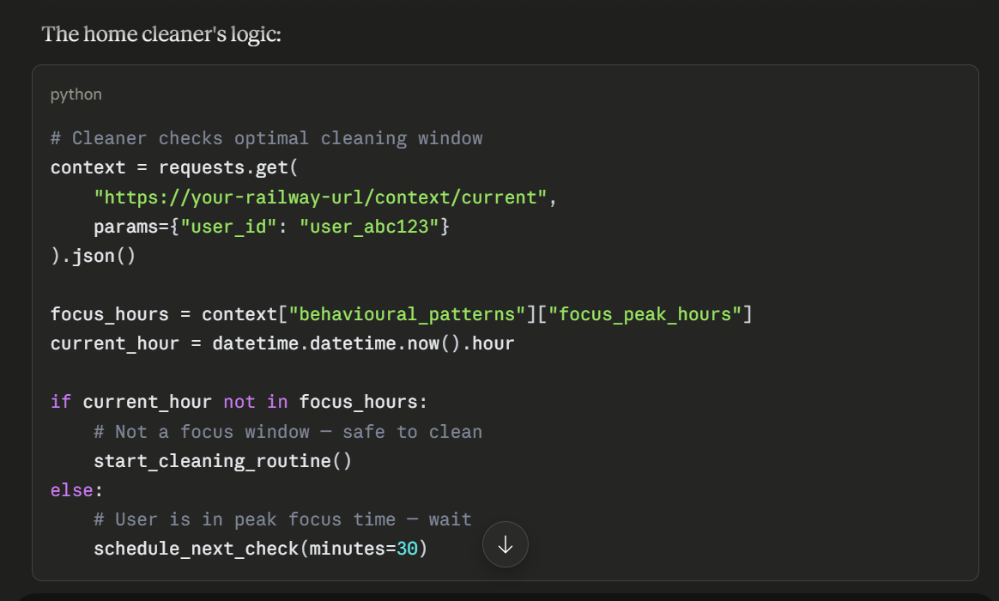 The home cleaner's logic:
python
# Cleaner checks optimal cleaning window
context = requests.get(
    "https://your-railway-url/context/current",
    params={"user_id": "user_abc123"}
).json()
focus_hours = context["behavioural_patterns"]["focus_peak_hours"]
current_hour = datetime.datetime.now().hour
if current_hour not in focus_hours:
    # Not a focus window — safe to clean
    start_cleaning_routine()
else:
    # User is in peak focus time — wait
    schedule_next_check(minutes=30)